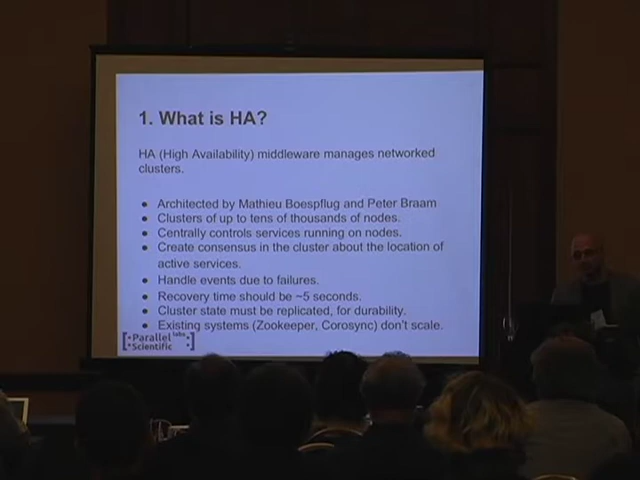 1. What is HA?
HA (High Availability) middleware manages networked
clusters.
● Architected by Mathieu Boespflug and Peter Braam
● Clusters of up to tens of thousands of nodes.
● Centrally controls services running on nodes.
● Create consensus in the cluster about the location of
active services.
● Handle events due to failures.
● Recovery time should be ~5 seconds.
● Cluster state must be replicated, for durability.
● Existing systems (Zookeeper, Corosync) don't scale.
[•Parallel labs•
•Scientific•]